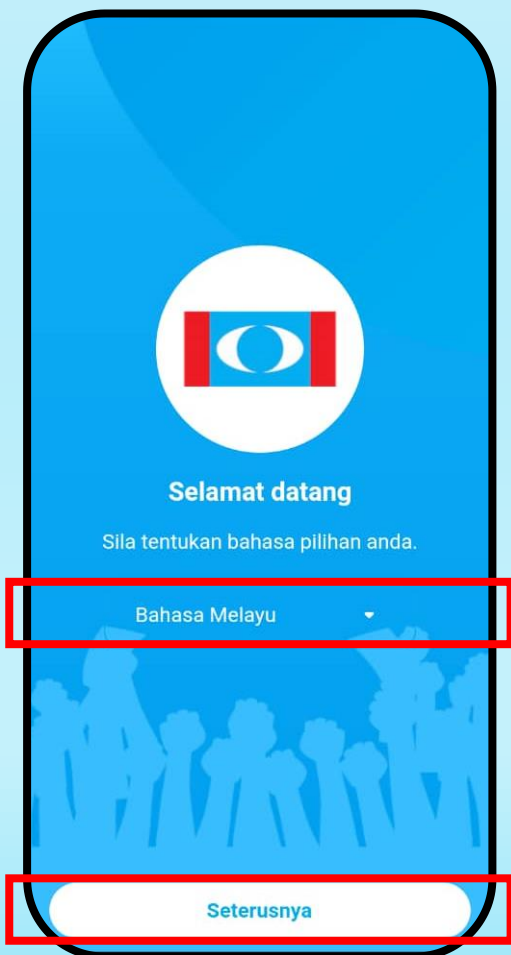 Selamat datang
Sila tentukan bahasa pilihan anda.
Bahasa Melayu
Seterusnya